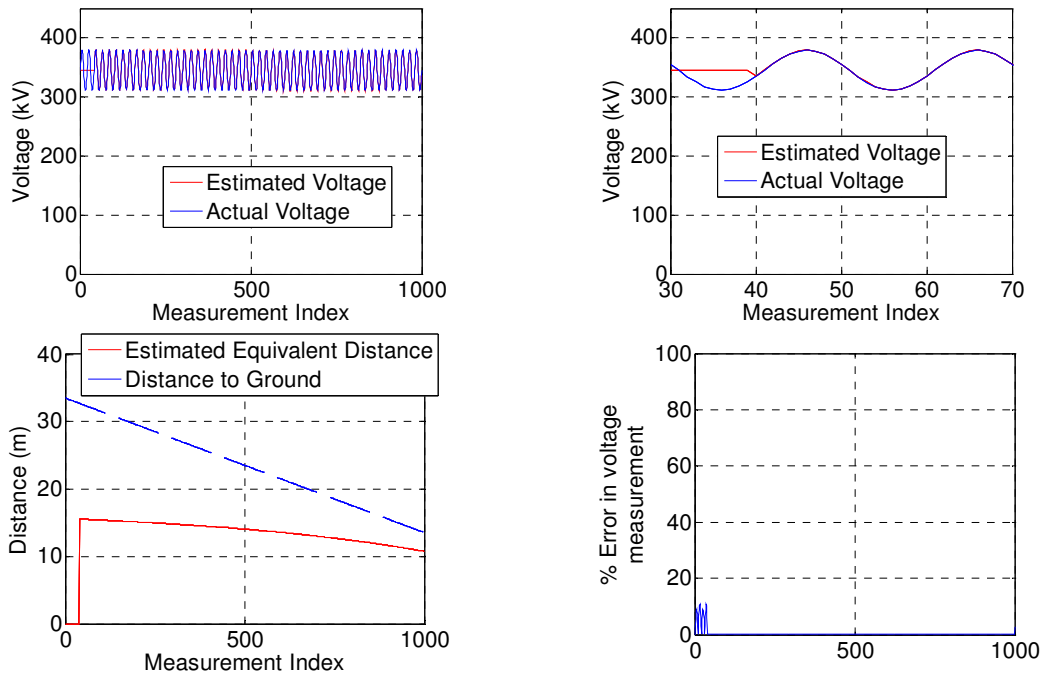 400
300
200
100
0
Voltage (kV)
Estimated Voltage
Actual Voltage
0
500
1000
Measurement Index
400
300
200
100
0
Voltage (kV)
Estimated Voltage
Actual Voltage
30
40
50
60
70
Measurement Index
40
30
20
10
0
Distance (m)
Estimated Equivalent Distance
Distance to Ground
0
500
1000
Measurement Index
100
80
60
40
20
0
% Error in voltage
measurement
0
500
1000